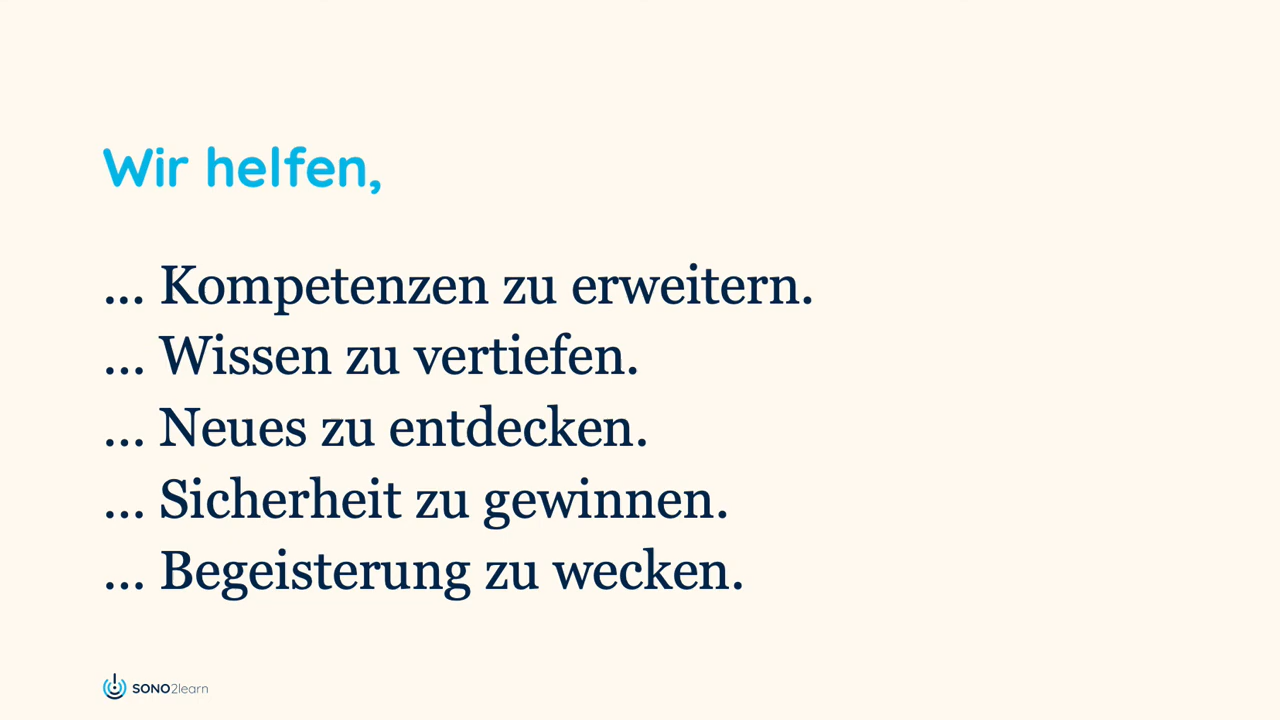 Wir helfen,
... Kompetenzen zu erweitern.
... Wissen zu vertiefen.
... Neues zu entdecken.
... Sicherheit zu gewinnen.
... Begeisterung zu wecken.
SONO2learn